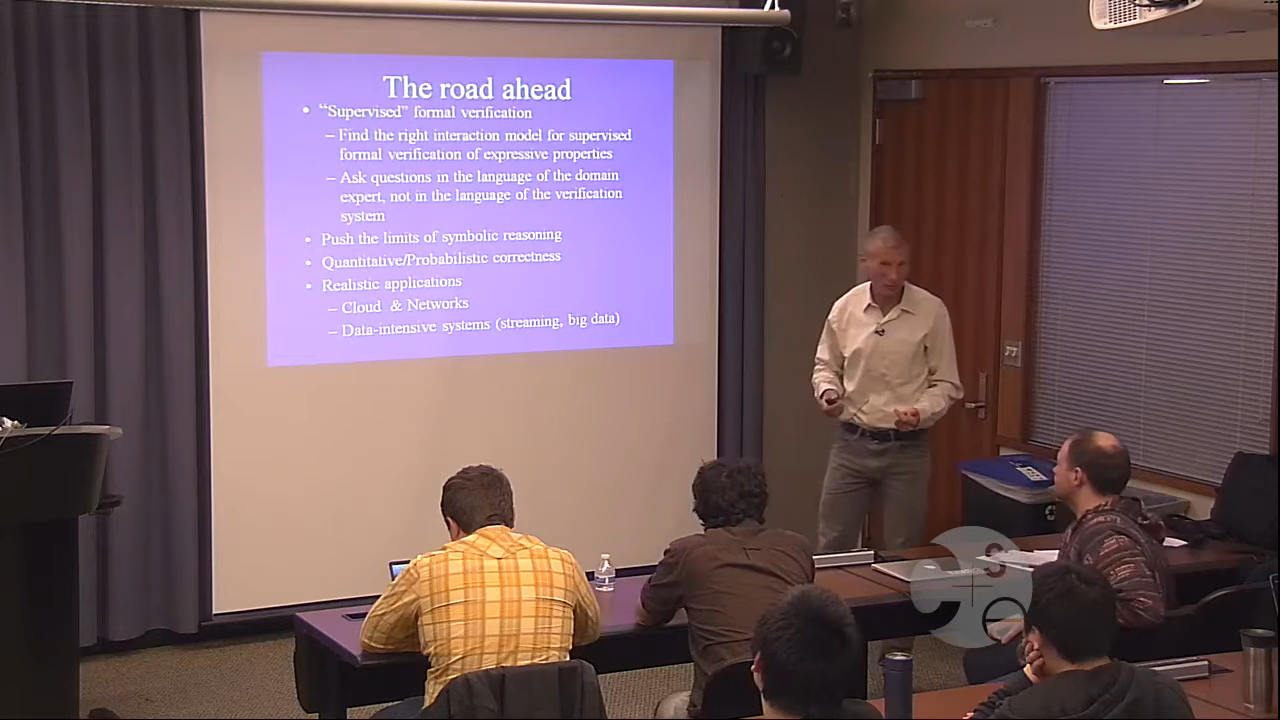 The road ahead
• “Supervised” formal verification
– Find the right interaction model for supervised
formal verification of expressive properties
– Ask questions in the language of the domain
expert, not in the language of the verification
system
• Push the limits of symbolic reasoning
• Quantitative/Probabilistic correctness
• Realistic applications
– Cloud & Networks
– Data-intensive systems (streaming, big data)